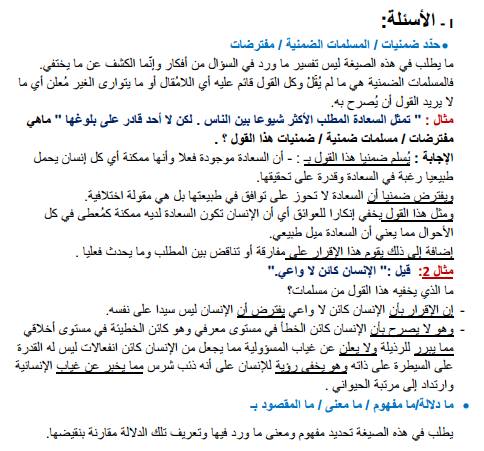 I - الأسئلة:
• حدّد ضمنيات / المسلمات الضمنية / مفترضات
ما يطلب في هذه الصيغة ليس تفسير ما ورد في السؤال من أفكار وإنّما الكشف عن ما يختفي.
فالمسلمات الضمنية هي ما لم يُقُلْ وكل ما القول قائم عليه أي اللامُقال أو ما يتوارى الغير مُعلن أي ما
لا يريد القول أن يُصرح به.
مثال : " تمثل السعادة المطلب الأكثر شيوعا بين الناس . لكن لا أحد قادر على بلوغها " ماهي
مفترضات / مسلمات ضمنية / ضمنيات هذا القول ؟ .
الإجابة : يُسلم ضمنيا هذا القول بـ : - أن السعادة موجودة فعلا وأنها ممكنة أي كل إنسان يحمل
طبيعيا رغبة في السعادة وقدرة على تحقيقها.
ويفترض ضمنيا أن السعادة لا تحوز على توافق في طبيعتها بل هي مقولة اختلافية.
ومثل هذا القول يخفي إنكارا للعوائق أي أن الإنسان تكون السعادة لديه ممكنة كمُعطى في كل
الأحوال مما يعني أن السعادة ميل طبيعي.
إضافة إلى ذلك يقوم هذا الإقرار على مفارقة أو تناقض بين المطلب وما يحدث فعليا .
مثال 2: قيل :" الإنسان كائن لا واعي."
ما الذي يخفيه هذا القول من مسلمات؟
- إن الإقرار بأن الإنسان كائن لا واعي يفترض أن الإنسان ليس سيدا على نفسه.
- وهو لا يصرح بأن الإنسان كائن الخطأ في مستوى معرفي وهو كائن الخطيئة في مستوى أخلاقي
مما يبرر للرذيلة ولا يعلن عن غياب المسؤولية مما يجعل من الإنسان كائن انفعالات ليس له القدرة
على السيطرة على ذاته وهو يخفي رؤية للإنسان على أنه ذئب شرس مما يخبر عن غياب الإنسانية
وارتداد إلى مرتبة الحيواني .
• ما دلالة/ما مفهوم / ما معنى / ما المقصود بـ
يطلب في هذه الصيغة تحديد مفهوم ومعنى ما ورد فيها وتعريف تلك الدلالة مقارنة بنقيضها.